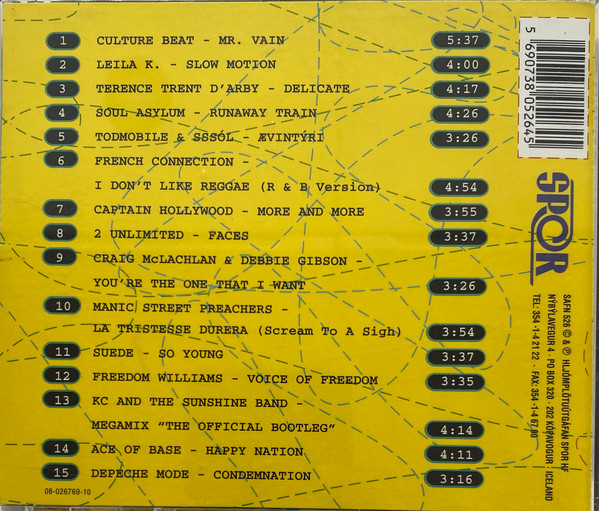 1 CULTURE BEAT - MR. VAIN 5:37
2 LEILA K. - SLOW MOTION 4:00
3 TERENCE TRENT D'ARBY - DELICATE 4:17
4 SOUL ASYLUM - RUNAWAY TRAIN 4:26
5 TODMOBILE & SSSÓL - ÆVINTÝRI 3:26
6 FRENCH CONNECTION -
I DON'T LIKE REGGAE (R & B Version) 4:54
7 CAPTAIN HOLLYWOOD - MORE AND MORE 3:55
8 2 UNLIMITED - FACES 3:37
9 CRAIG McLACHLAN & DEBBIE GIBSON -
YOU'RE THE ONE THAT I WANT 3:26
10 MANIC STREET PREACHERS -
LA TRISTESSE DURERA (Scream To A Sigh) 3:54
11 SUEDE - SO YOUNG 3:37
12 FREEDOM WILLIAMS - VOICE OF FREEDOM 3:35
13 KC AND THE SUNSHINE BAND -
MEGAMIX "THE OFFICIAL BOOTLEG" 4:14
14 ACE OF BASE - HAPPY NATION 4:11
15 DEPECHE MODE - CONDEMNATION 3:16
08-026769-10
5 690738 052645
SPOR
SAFN 526 © & ℗ HLJÓMPLÖTUÚTGÁFAN SPOR HF
NÝBÝLAVEGUR 4 · PO BOX 320 · 202 KÓPAVOGUR · ICELAND
TEL: 354 -1-4 21 22 · FAX: 354-1-4 67 80